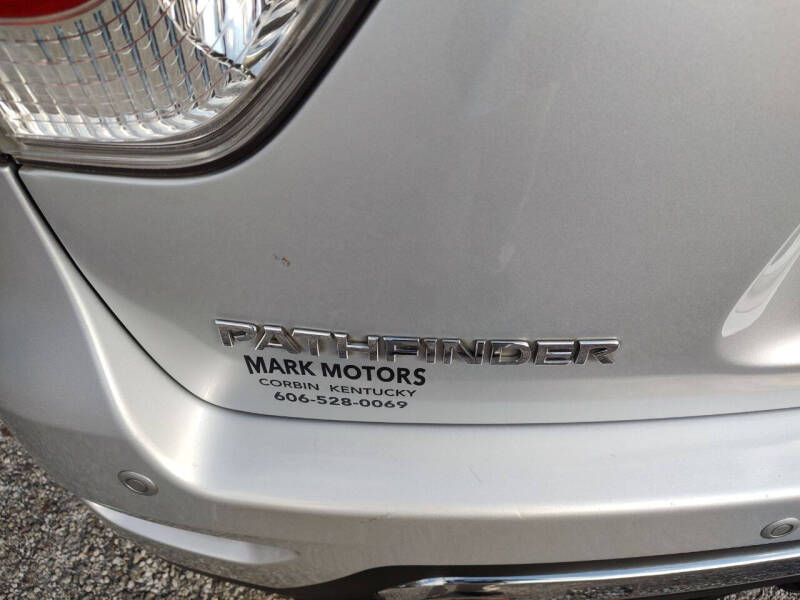 PATHFINDER
MARK MOTORS
CORBIN KENTUCKY
606-528-0069